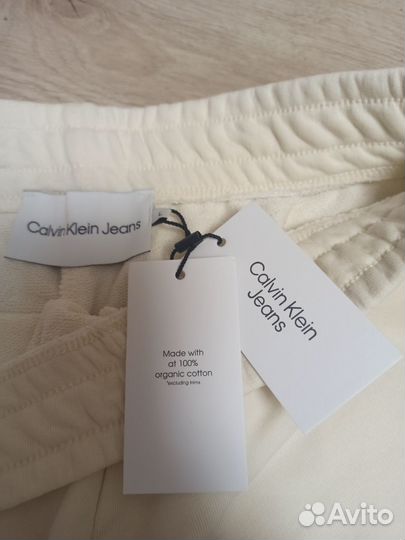 Calvin Klein Jeans
L
Calvin Klein
Jeans
Made with
at 100%
organic cotton
*excluding trims
Avito